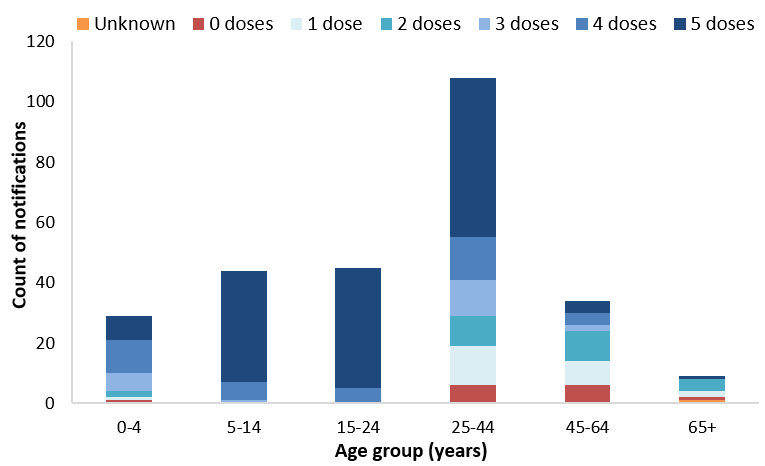 Unknown 0 doses 1 dose 2 doses 3 doses 4 doses 5 doses
120
100
80
60
40
20
0
Count of notifications
0-4 5-14 15-24 25-44 45-64 65+
Age group (years)